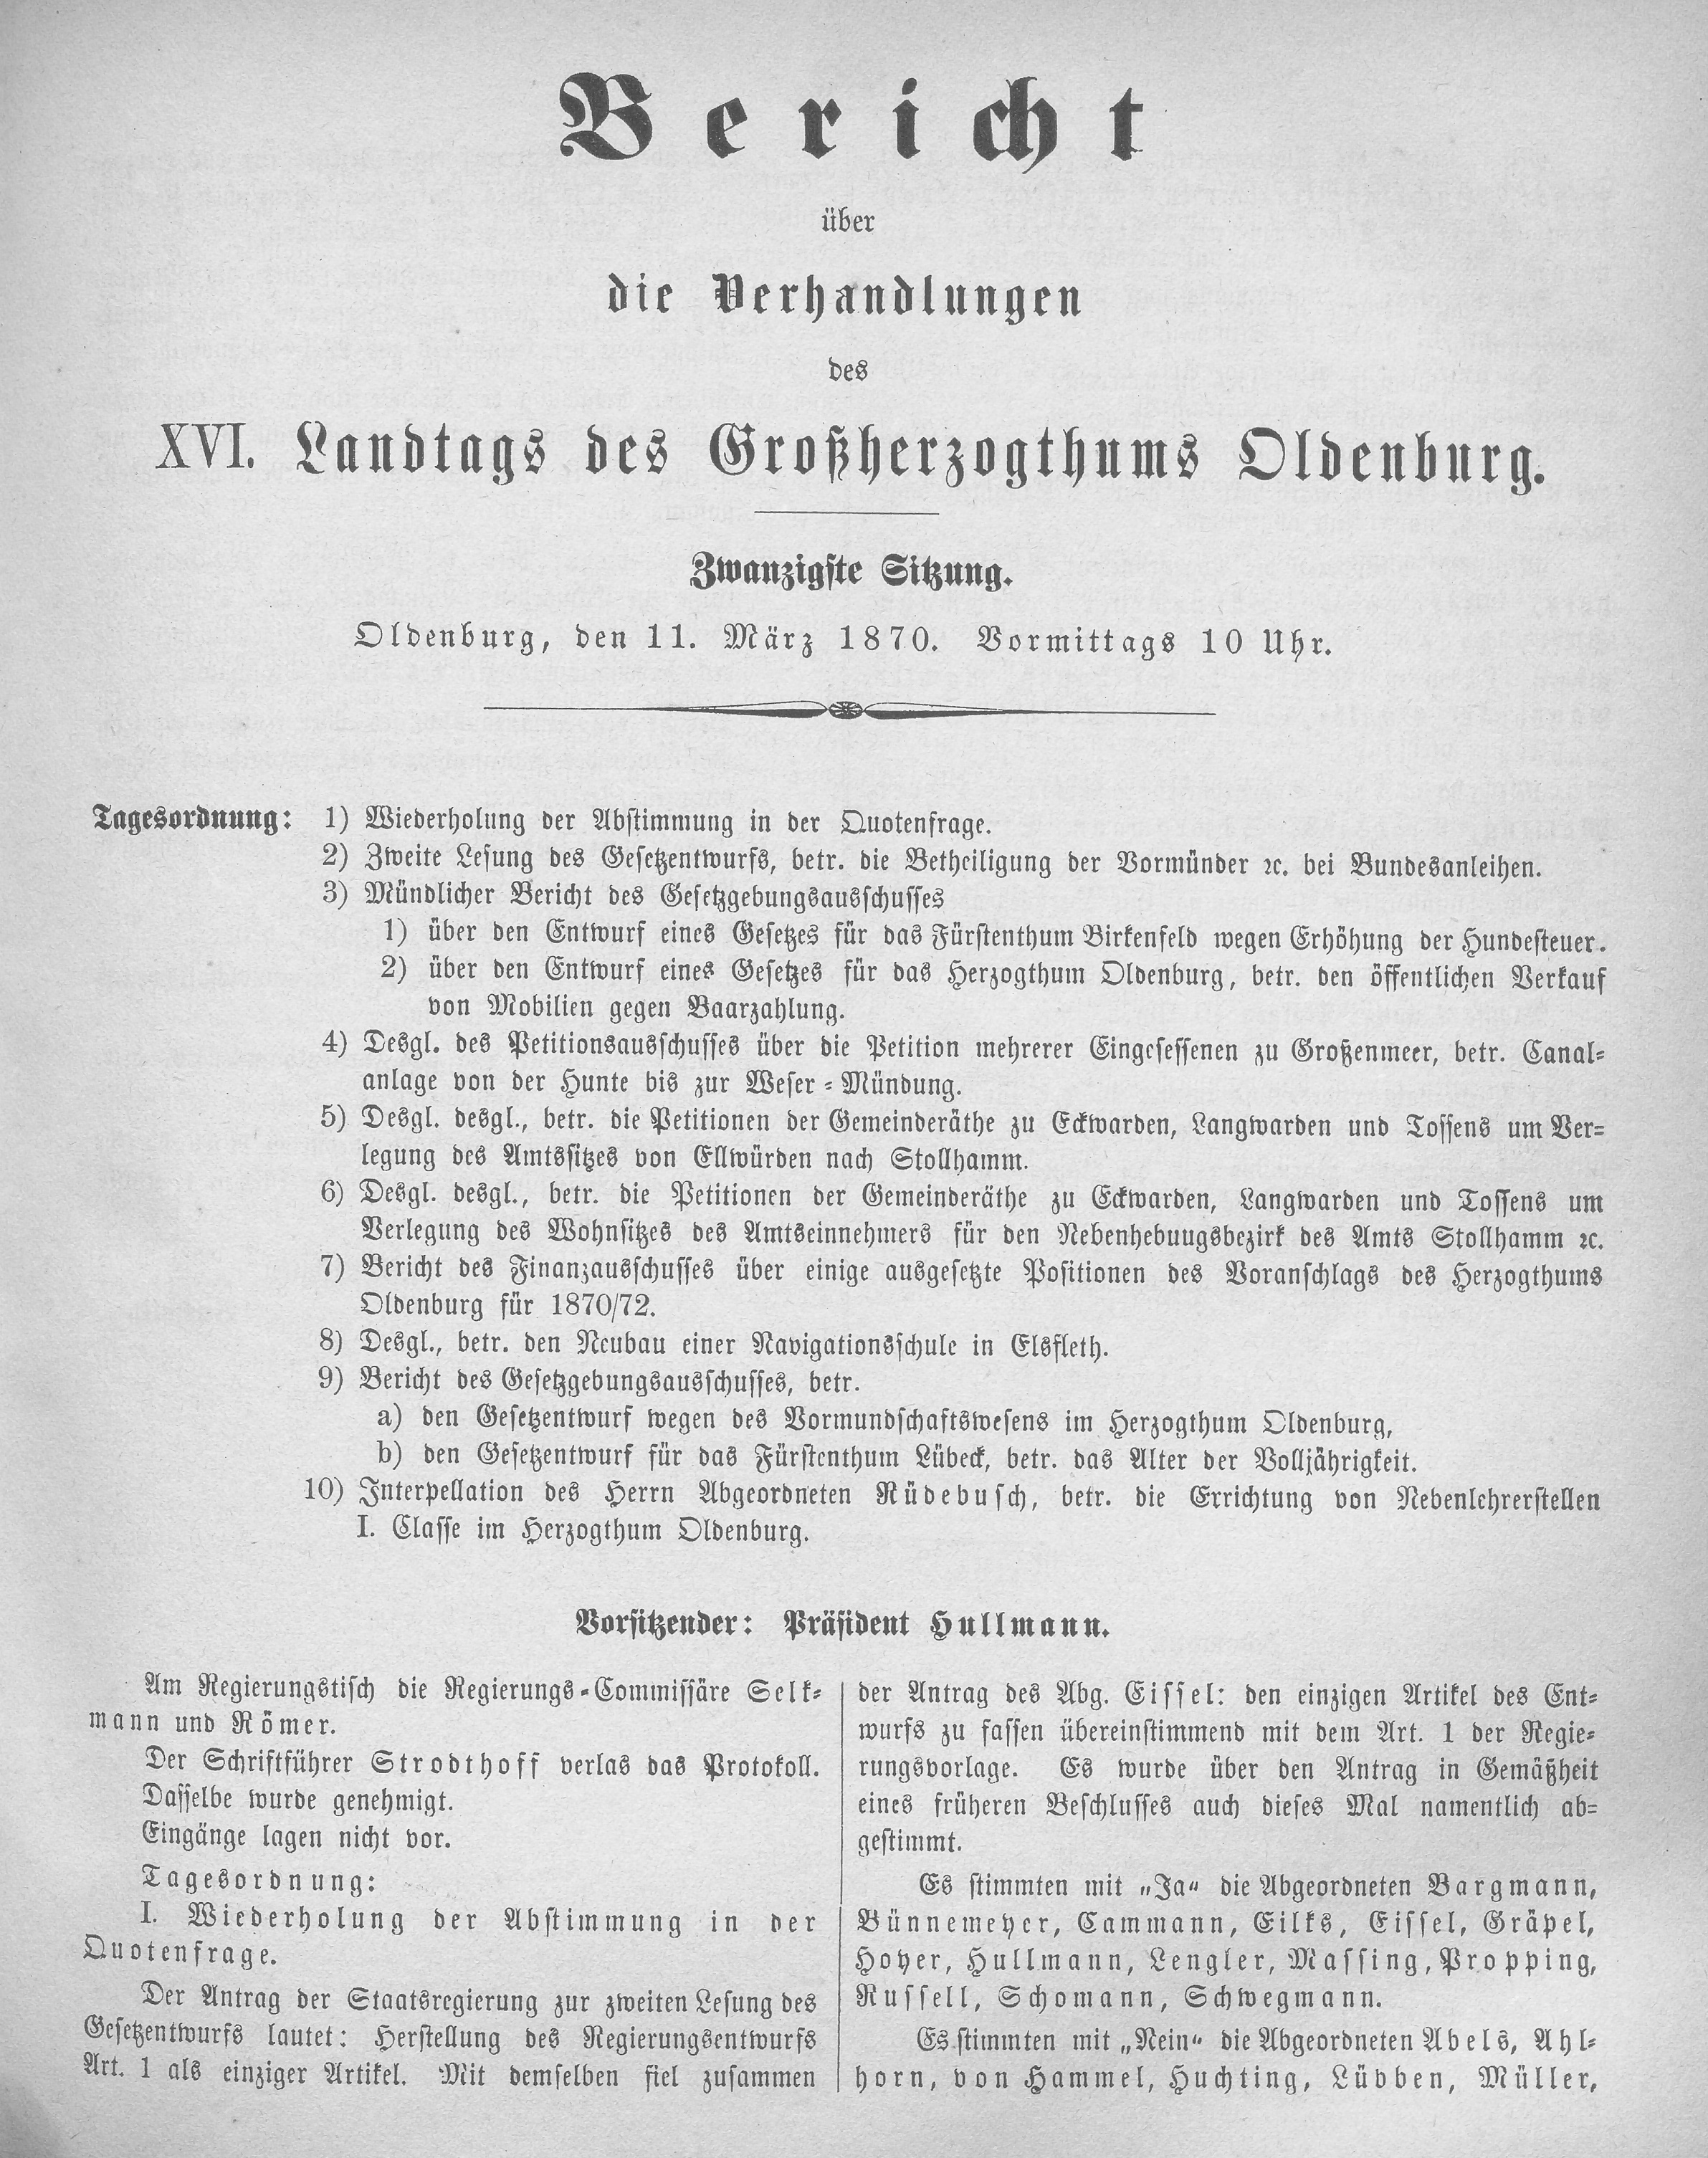 Bericht
über
die Verhandlungen
des
XVI. Landtags des Großherzogthums Oldenburg.
Zwanzigste Sitzung.
Oldenburg, den 11. März 1870. Vormittags 10 Uhr.
Tagesordnung: 1) Wiederholung der Abstimmung in der Quotenfrage.
2) Zweite Lesung des Gesetzentwurfs, betr. die Betheiligung der Vormünder ꝛc. bei Bundesanleihen.
3) Mündlicher Bericht des Gesetzgebungsausschusses
1) über den Entwurf eines Gesetzes für das Fürstenthum Birkenfeld wegen Erhöhung der Hundesteuer.
2) über den Entwurf eines Gesetzes für das Herzogthum Oldenburg, betr. den öffentlichen Verkauf
von Mobilien gegen Baarzahlung.
4) Desgl. des Petitionsausschusses über die Petition mehrerer Eingesessenen zu Großenmeer, betr. Canal-
anlage von der Hunte bis zur Weser-Mündung.
5) Desgl. desgl., betr. die Petitionen der Gemeinderäthe zu Eckwarden, Langwarden und Tossens um Ver-
legung des Amtssitzes von Ellwürden nach Stollhamm.
6) Desgl. desgl., betr. die Petitionen der Gemeinderäthe zu Eckwarden, Langwarden und Tossens um
Verlegung des Wohnsitzes des Amtseinnehmers für den Nebenhebungsbezirk des Amts Stollhamm ꝛc.
7) Bericht des Finanzausschusses über einige ausgesetzte Positionen des Voranschlags des Herzogthums
Oldenburg für 1870/72.
8) Desgl., betr. den Neubau einer Navigationsschule in Elsfleth.
9) Bericht des Gesetzgebungsausschusses, betr.
a) den Gesetzentwurf wegen des Vormundschaftswesens im Herzogthum Oldenburg,
b) den Gesetzentwurf für das Fürstenthum Lübeck, betr. das Alter der Volljährigkeit.
10) Interpellation des Herrn Abgeordneten Rüdebusch, betr. die Errichtung von Nebenlehrerstellen
I. Classe im Herzogthum Oldenburg.
Vorsitzender: Präsident Hullmann.
Am Regierungstisch die Regierungs-Commissäre Selk-
mann und Römer.
Der Schriftführer Strodthoff verlas das Protokoll.
Dasselbe wurde genehmigt.
Eingänge lagen nicht vor.
Tagesordnung:
I. Wiederholung der Abstimmung in der
Quotenfrage.
Der Antrag der Staatsregierung zur zweiten Lesung des
Gesetzentwurfs lautet: Herstellung des Regierungsentwurfs
Art. 1 als einziger Artikel. Mit demselben fiel zusammen
der Antrag des Abg. Eissel: den einzigen Artikel des Ent-
wurfs zu fassen übereinstimmend mit dem Art. 1 der Regie-
rungsvorlage. Es wurde über den Antrag in Gemäßheit
eines früheren Beschlusses auch dieses Mal namentlich ab-
gestimmt.
Es stimmten mit „Ja“ die Abgeordneten Bargmann,
Bünnemeyer, Cammann, Eilks, Eissel, Gräpel,
Hoyer, Hullmann, Lengler, Massing, Propping,
Russell, Schomann, Schwegmann.
Es stimmten mit „Nein“ die Abgeordneten Abels, Ahl-
horn, von Hammel, Huchting, Lübben, Müller,